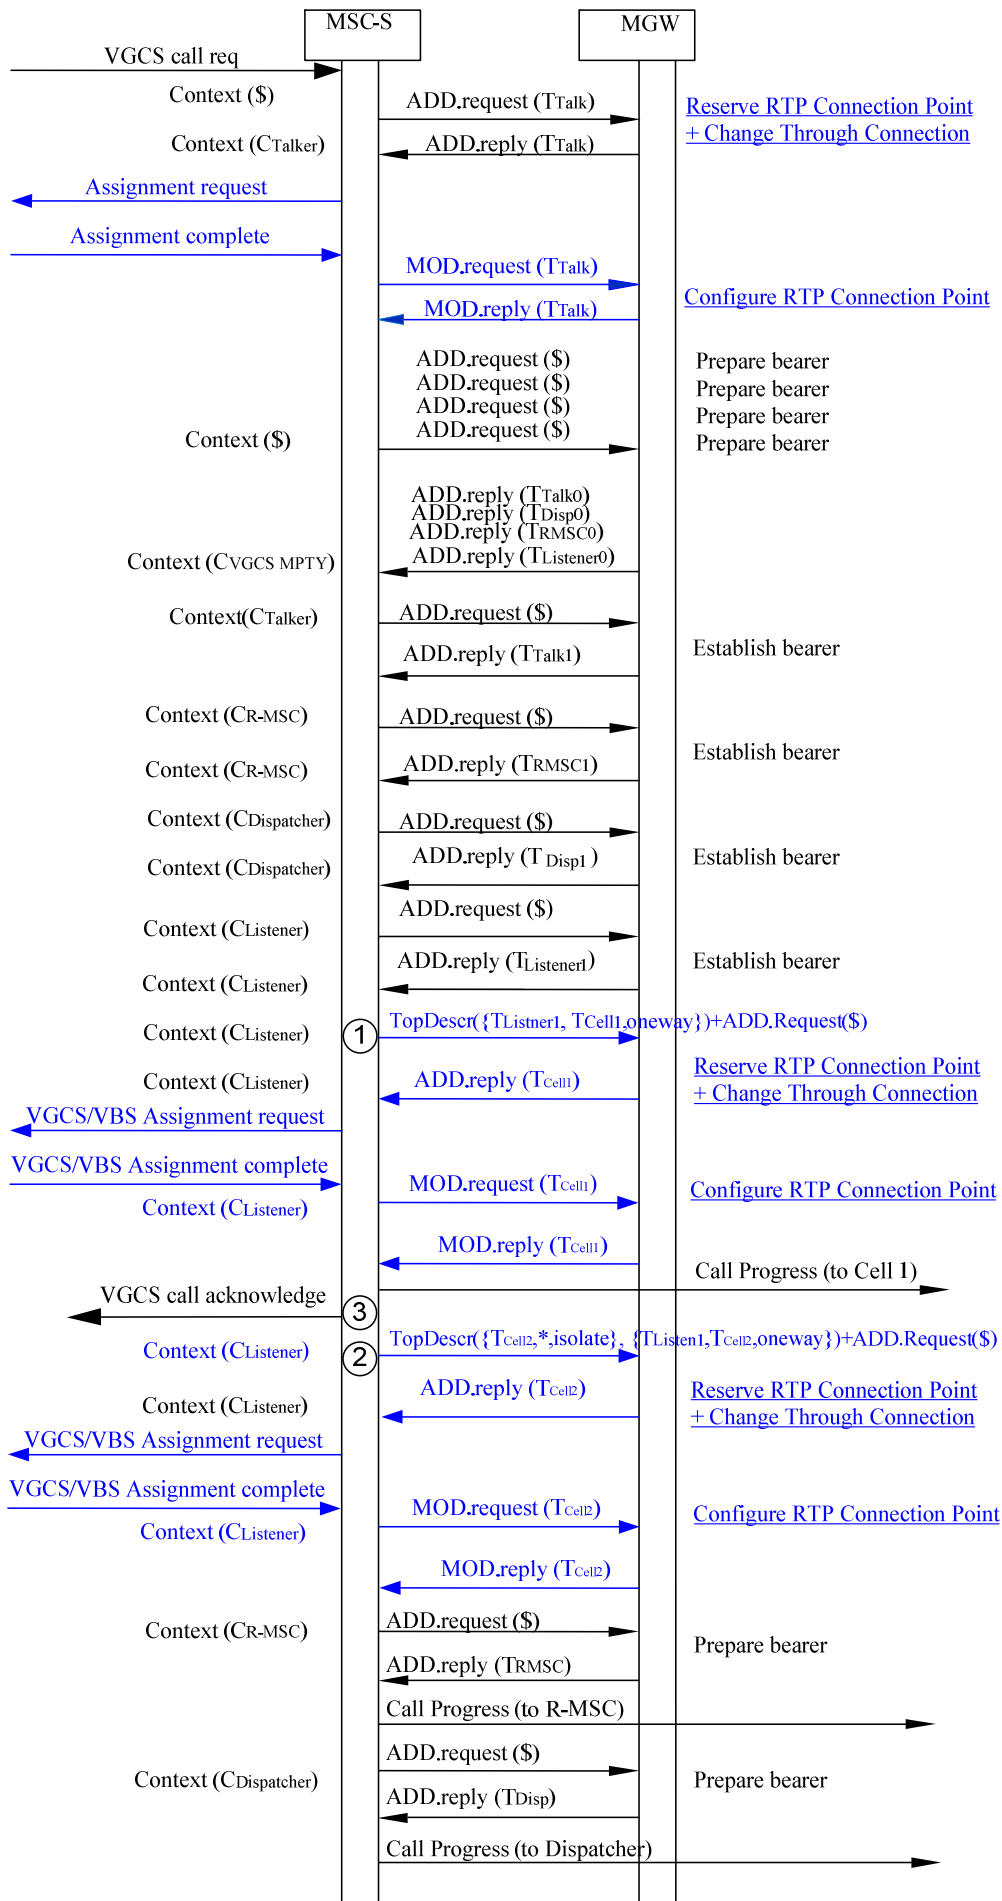 MSC-S
MGW
VGCS call req
Context ($)
ADD.request (TTalk)
Reserve RTP Connection Point
+ Change Through Connection
Context (CTalker)
ADD.reply (TTalk)
Assignment request
Assignment complete
MOD.request (TTalk)
MOD.reply (TTalk)
Configure RTP Connection Point
ADD.request ($)
Prepare bearer
ADD.request ($)
Prepare bearer
ADD.request ($)
Prepare bearer
ADD.request ($)
Prepare bearer
Context ($)
ADD.reply (TTalk0)
ADD.reply (TDisp0)
ADD.reply (TRMSC0)
ADD.reply (TListener0)
Context (CVGCS MPTY)
Context(CTalker)
ADD.request ($)
ADD.reply (TTalk1)
Establish bearer
Context (CR-MSC)
ADD.request ($)
Context (CR-MSC)
ADD.reply (TRMSC1)
Establish bearer
Context (CDispatcher)
ADD.request ($)
Context (CDispatcher)
ADD.reply (T Disp1)
Establish bearer
ADD.request ($)
Context (CListener)
ADD.reply (TListener1)
Establish bearer
Context (CListener)
Context (CListener)
1
TopDescr({TListner1, TCell1,oneway})+ADD.Request($)
Context (CListener)
ADD.reply (TCell1)
Reserve RTP Connection Point
+ Change Through Connection
VGCS/VBS Assignment request
VGCS/VBS Assignment complete
Context (CListener)
MOD.request (TCell1)
Configure RTP Connection Point
MOD.reply (TCell1)
Call Progress (to Cell 1)
VGCS call acknowledge
3
Context (CListener)
2
TopDescr({TCell2,*,isolate}, {TListen1,TCell2,oneway})+ADD.Request($)
Context (CListener)
ADD.reply (TCell2)
Reserve RTP Connection Point
+ Change Through Connection
VGCS/VBS Assignment request
VGCS/VBS Assignment complete
Context (CListener)
MOD.request (TCell2)
Configure RTP Connection Point
MOD.reply (TCell2)
Context (CR-MSC)
ADD.request ($)
Prepare bearer
ADD.reply (TRMSC)
Call Progress (to R-MSC)
ADD.request ($)
Context (CDispatcher)
Prepare bearer
ADD.reply (TDisp)
Call Progress (to Dispatcher)